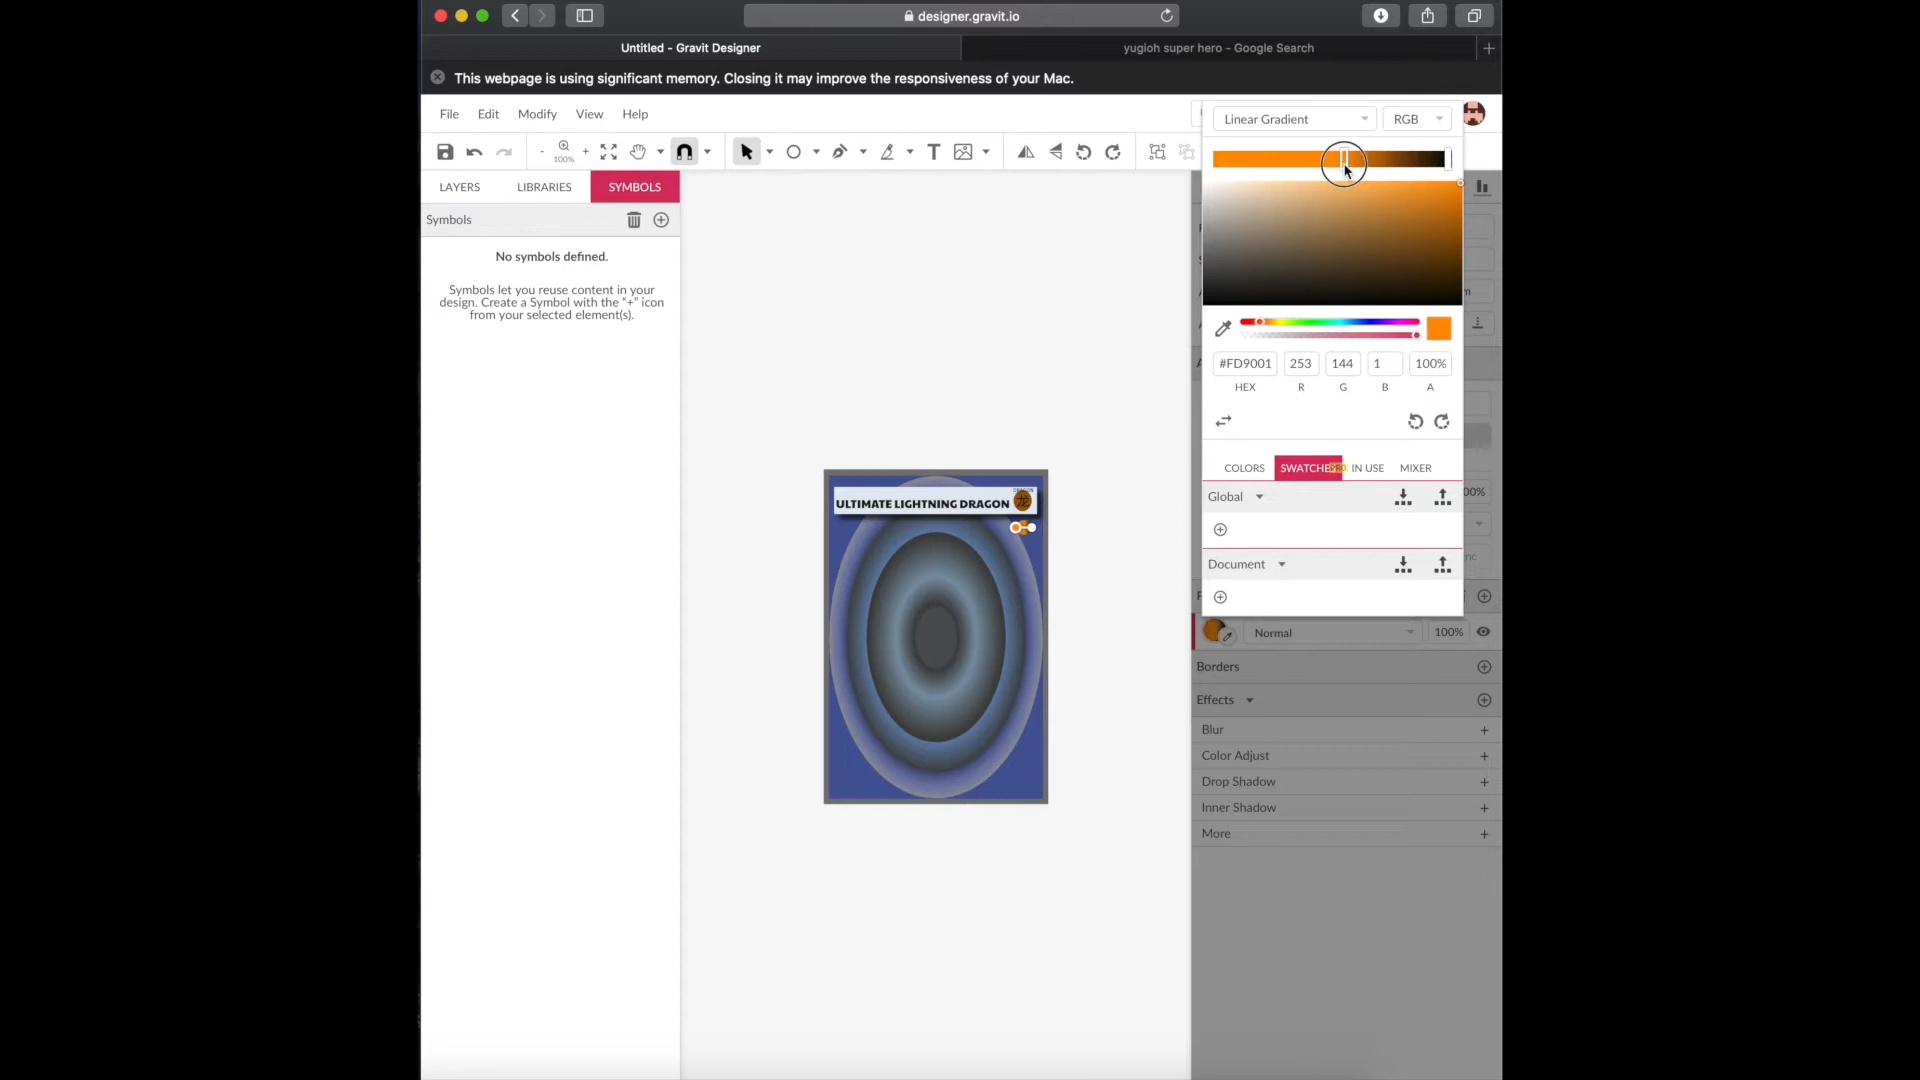 designer.gravit.io
Untitled - Gravit Designer
yugioh super hero - Google Search
This webpage is using significant memory. Closing it may improve the responsiveness of your Mac.
File Edit Modify View Help
Linear Gradient RGB
- 100% +
LAYERS LIBRARIES SYMBOLS
Symbols
No symbols defined.
Symbols let you reuse content in your
design. Create a Symbol with the “+” icon
from your selected element(s).
#FD9001 253 144 1 100%
HEX R G B A
COLORS SWATCHES PRO IN USE MIXER
Global
Document
DRAGON
ULTIMATE LIGHTNING DRAGON 龙
Normal 100%
Borders
Effects
Blur
Color Adjust
Drop Shadow
Inner Shadow
More